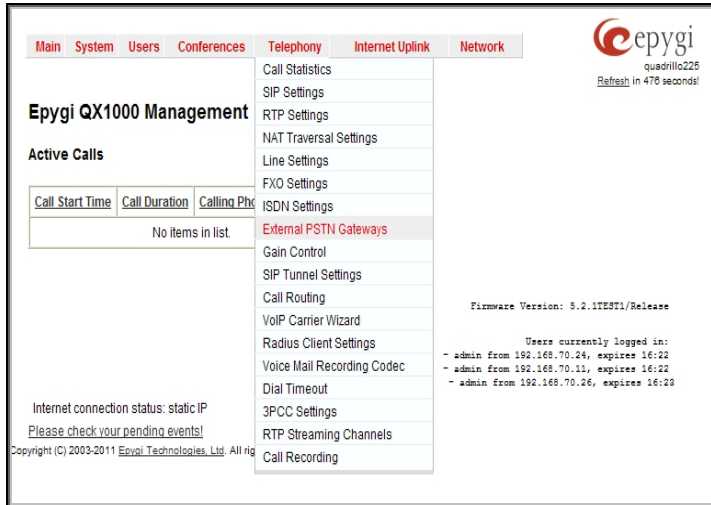 epygi
quadrillo225
Refresh in 476 seconds!
Main System Users Conferences Telephony Internet Uplink Network
Call Statistics
SIP Settings
RTP Settings
NAT Traversal Settings
Line Settings
FXO Settings
ISDN Settings
External PSTN Gateways
Gain Control
SIP Tunnel Settings
Call Routing
VoIP Carrier Wizard
Radius Client Settings
Voice Mail Recording Codec
Dial Timeout
3PCC Settings
RTP Streaming Channels
Call Recording
Epygi QX1000 Management
Active Calls
Call Start Time Call Duration Calling Pho
No items in list.
Firmware Version: 5.2.1TEST1/Release
Users currently logged in:
- admin from 192.168.70.24, expires 16:22
- admin from 192.168.70.11, expires 16:22
- admin from 192.168.70.26, expires 16:23
Internet connection status: static IP
Please check your pending events!
Copyright (C) 2003-2011 Epygi Technologies, Ltd. All rig